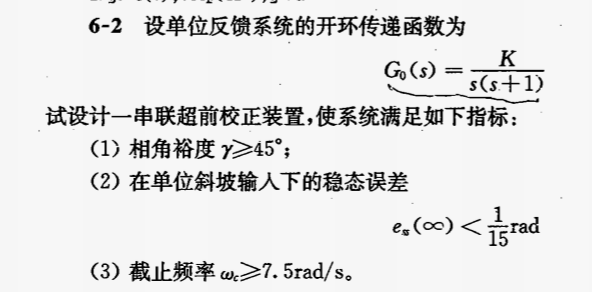 6-2 设单位反馈系统的开环传递函数为
G₀(s) = K / s(s+1)
试设计一串联超前校正装置,使系统满足如下指标:
(1) 相角裕度 γ≥45°;
(2) 在单位斜坡输入下的稳态误差
eₛₛ(∞) < 1/15 rad
(3) 截止频率 ω꜀≥7.5rad/s。